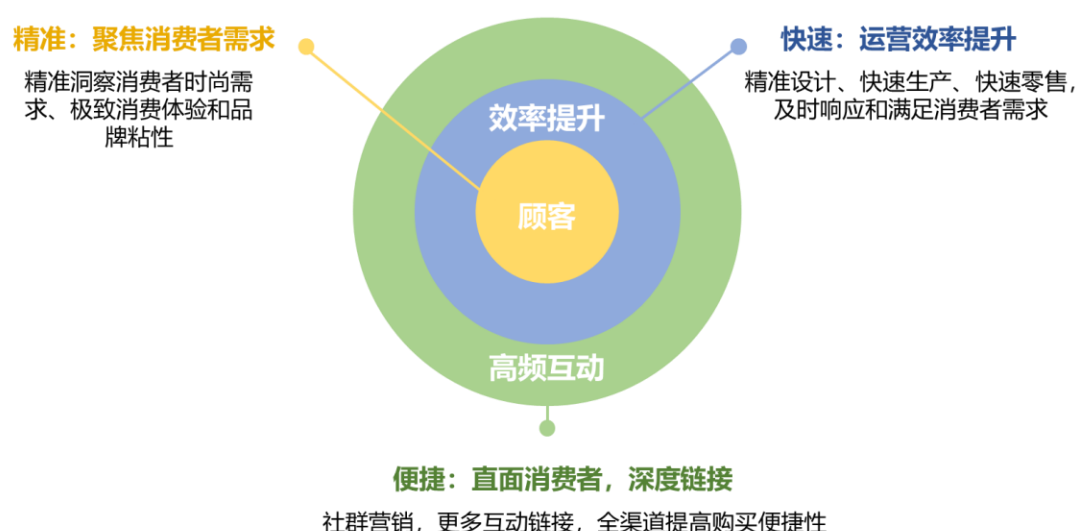 精准：聚焦消费者需求
精准洞察消费者时尚需
求、极致消费体验和品
牌粘性
快速：运营效率提升
精准设计、快速生产、快速零售，
及时响应和满足消费者需求
效率提升
顾客
高频互动
便捷：直面消费者，深度链接
社群营销，更多互动链接，全渠道提高购买便捷性